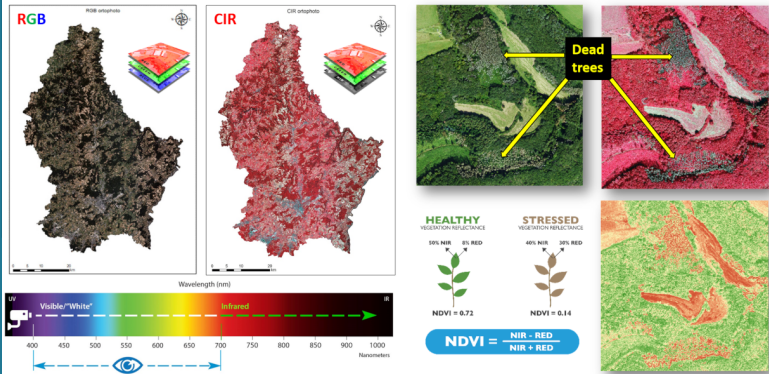 RGB ortophoto
RGB
CIR ortophoto
CIR
Dead
trees
HEALTHY
VEGETATION REFLECTANCE
50% NIR
8% RED
NDVI = 0.72
STRESSED
VEGETATION REFLECTANCE
40% NIR
30% RED
NDVI = 0.14
NDVI = NIR - RED
NIR + RED
Wavelength (nm)
UV
Visible/"White"
Infrared
IR
400 450 500 550 600 650 700 750 800 850 900 950 1000
Nanometers